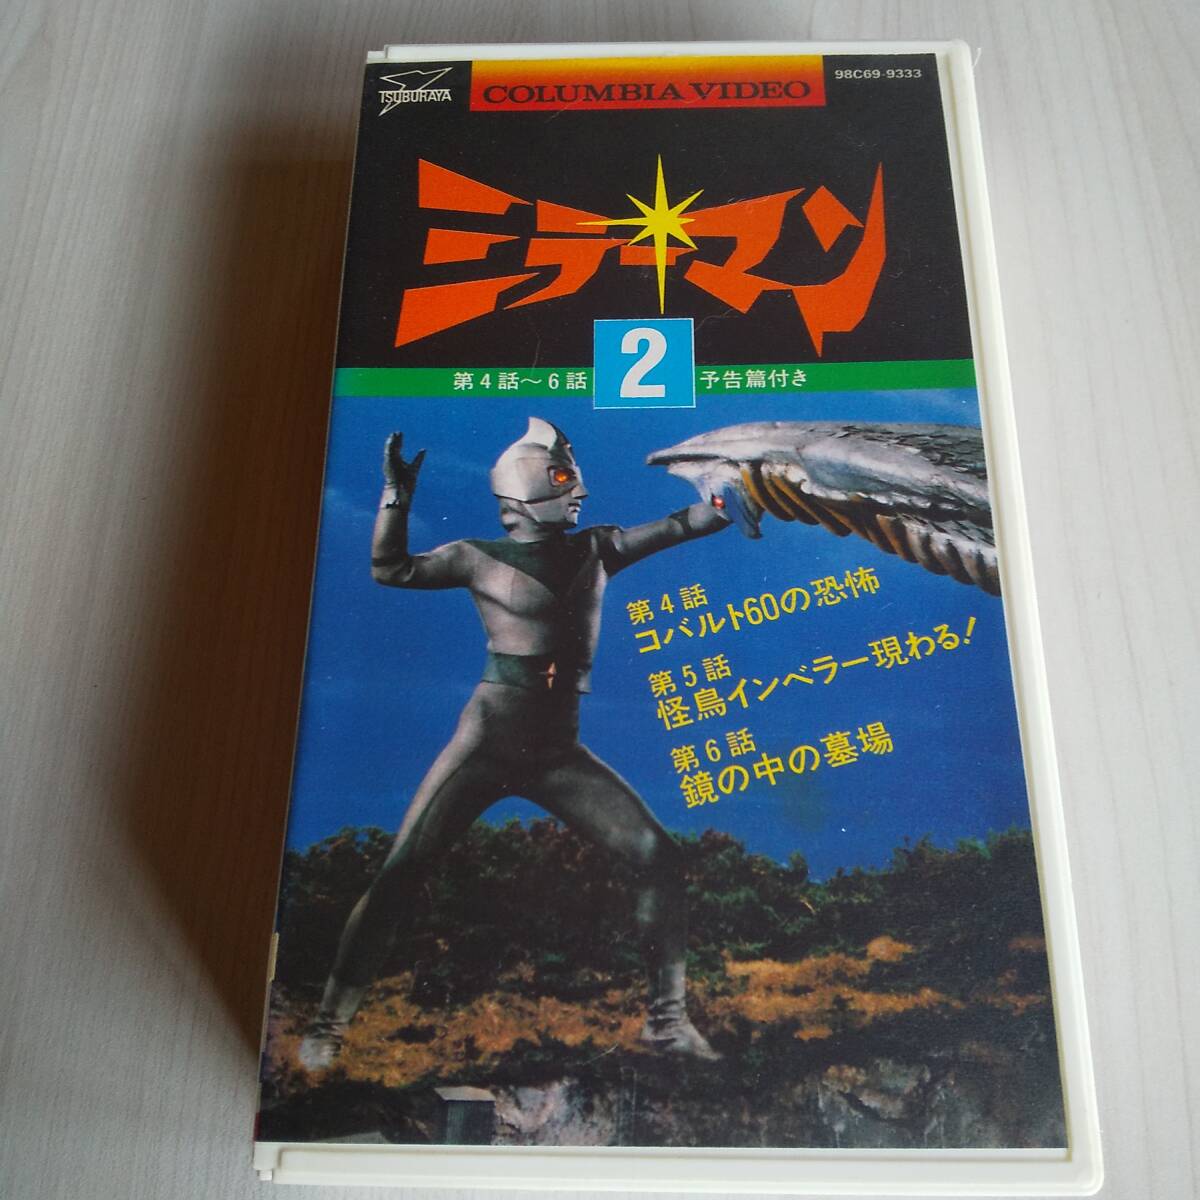 TSUBURAYA
COLUMBIA VIDEO
98C69-9333
ミラーマン
2
第4話〜6話 予告篇付き
第4話
コバルト60の恐怖
第5話
怪鳥インベラー現わる!
第6話
鏡の中の墓場